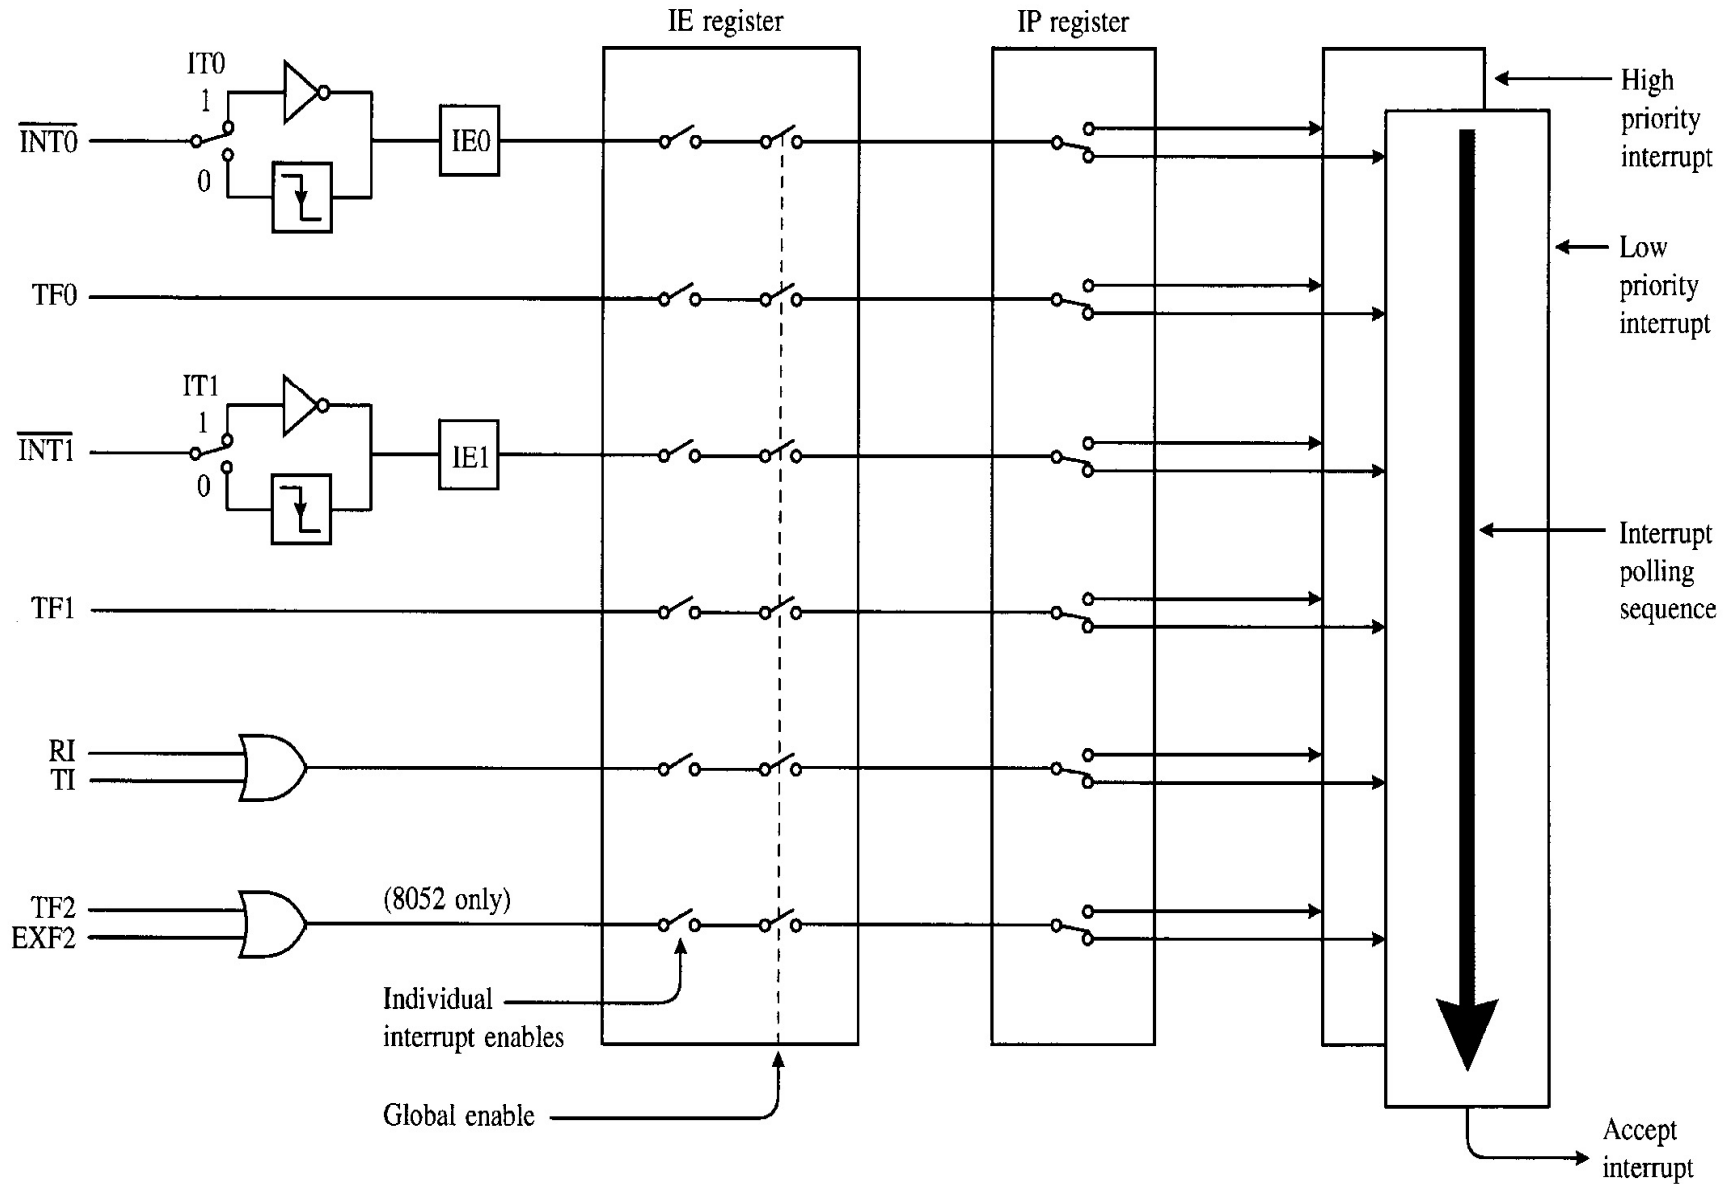 IE register
IP register
IT0
1
INT0
0
IE0
High
priority
interrupt
Low
priority
interrupt
TF0
IT1
1
INT1
0
IE1
Interrupt
polling
sequence
TF1
RI
TI
TF2
EXF2
(8052 only)
Individual
interrupt enables
Global enable
Accept
interrupt